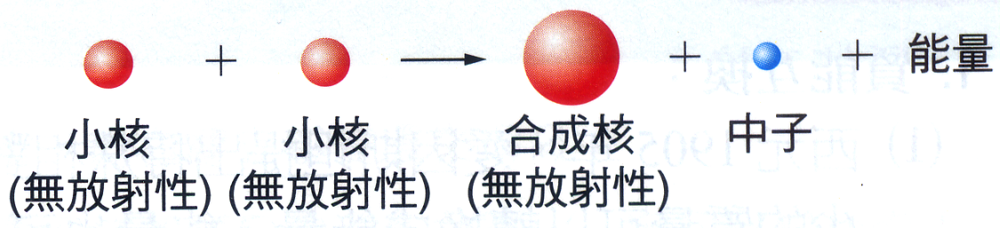 + + + 能量
小核 小核 合成核 中子
(無放射性) (無放射性) (無放射性)